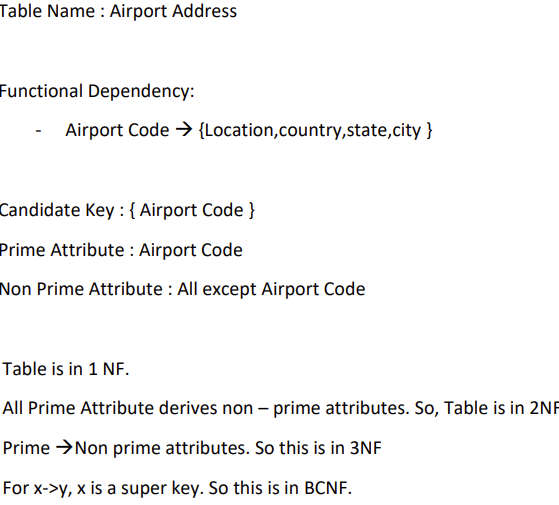 Table Name : Airport Address
Functional Dependency:
- Airport Code → {Location,country,state,city }
Candidate Key : { Airport Code }
Prime Attribute : Airport Code
Non Prime Attribute : All except Airport Code
Table is in 1 NF.
All Prime Attribute derives non – prime attributes. So, Table is in 2NF
Prime →Non prime attributes. So this is in 3NF
For x->y, x is a super key. So this is in BCNF.